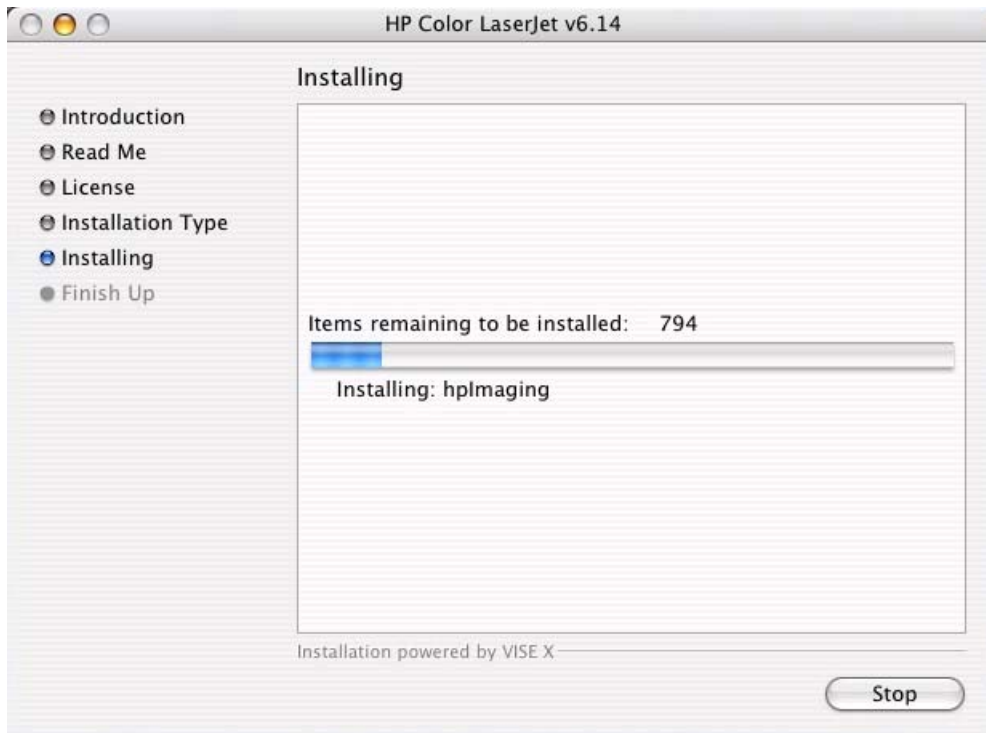 HP Color LaserJet v6.14
Installing
Introduction
Read Me
License
Installation Type
Installing
Finish Up
Items remaining to be installed: 794
Installing: hpImaging
Installation powered by VISE X
Stop